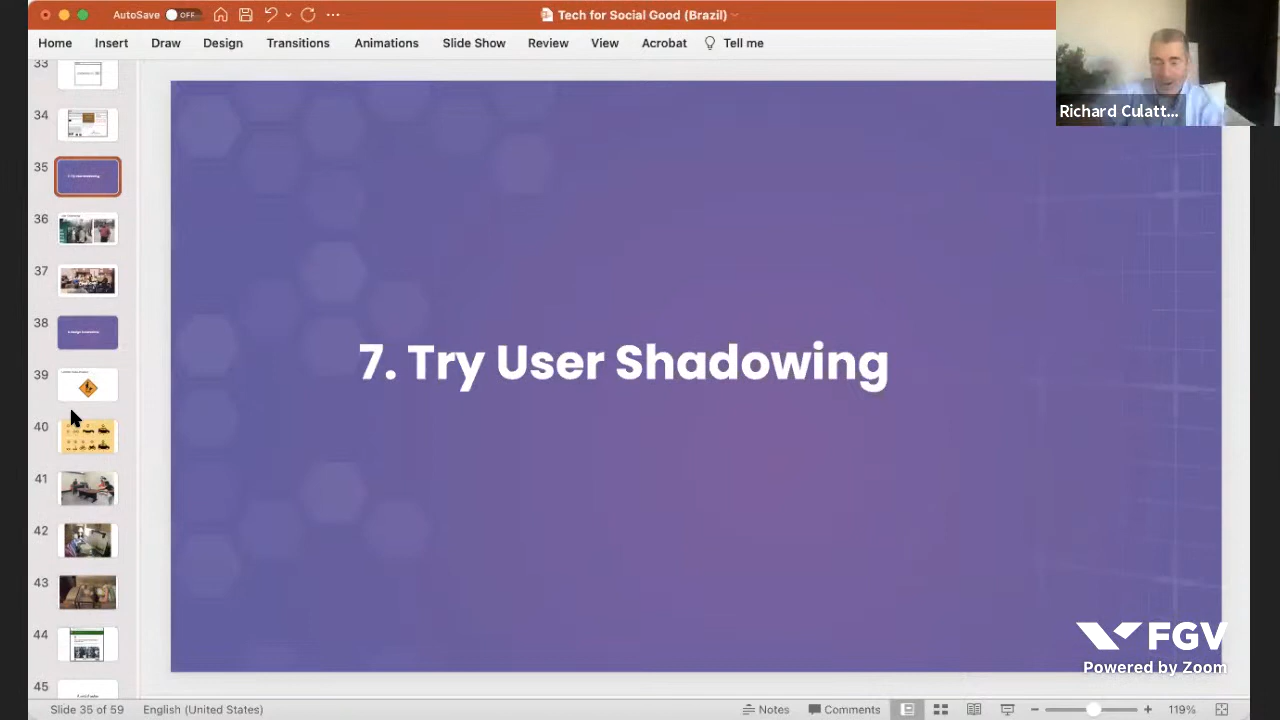 AutoSave OFF
Tech for Social Good (Brazil)
Home Insert Draw Design Transitions Animations Slide Show Review View Acrobat Tell me
Richard Culatt...
33
34
35
36
37
38
39
40
41
42
43
44
45
7. Try User Shadowing
FGV
Powered by Zoom
Slide 35 of 59 English (United States) Notes Comments 119%